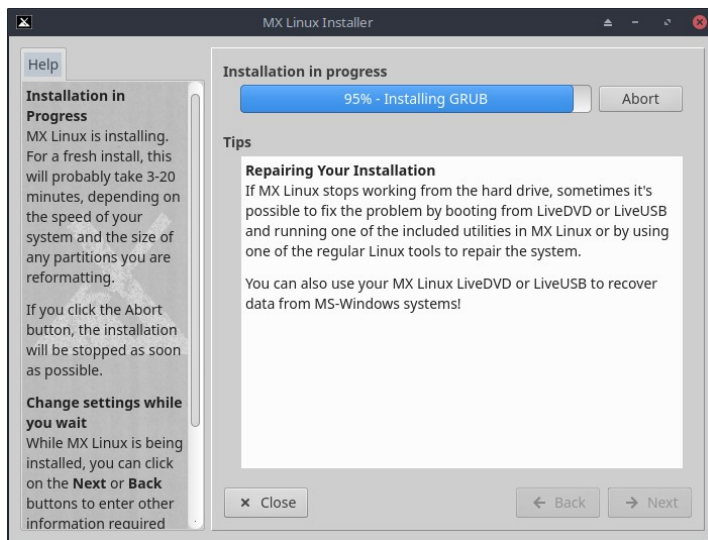 MX Linux Installer
Help
Installation in
Progress
MX Linux is installing.
For a fresh install, this
will probably take 3-20
minutes, depending on
the speed of your
system and the size of
any partitions you are
reformatting.
If you click the Abort
button, the installation
will be stopped as soon
as possible.
Change settings while
you wait
While MX Linux is being
installed, you can click
on the Next or Back
buttons to enter other
information required
Installation in progress
95% - Installing GRUB
Abort
Tips
Repairing Your Installation
If MX Linux stops working from the hard drive, sometimes it's
possible to fix the problem by booting from LiveDVD or LiveUSB
and running one of the included utilities in MX Linux or by using
one of the regular Linux tools to repair the system.
You can also use your MX Linux LiveDVD or LiveUSB to recover
data from MS-Windows systems!
Close
Back
Next